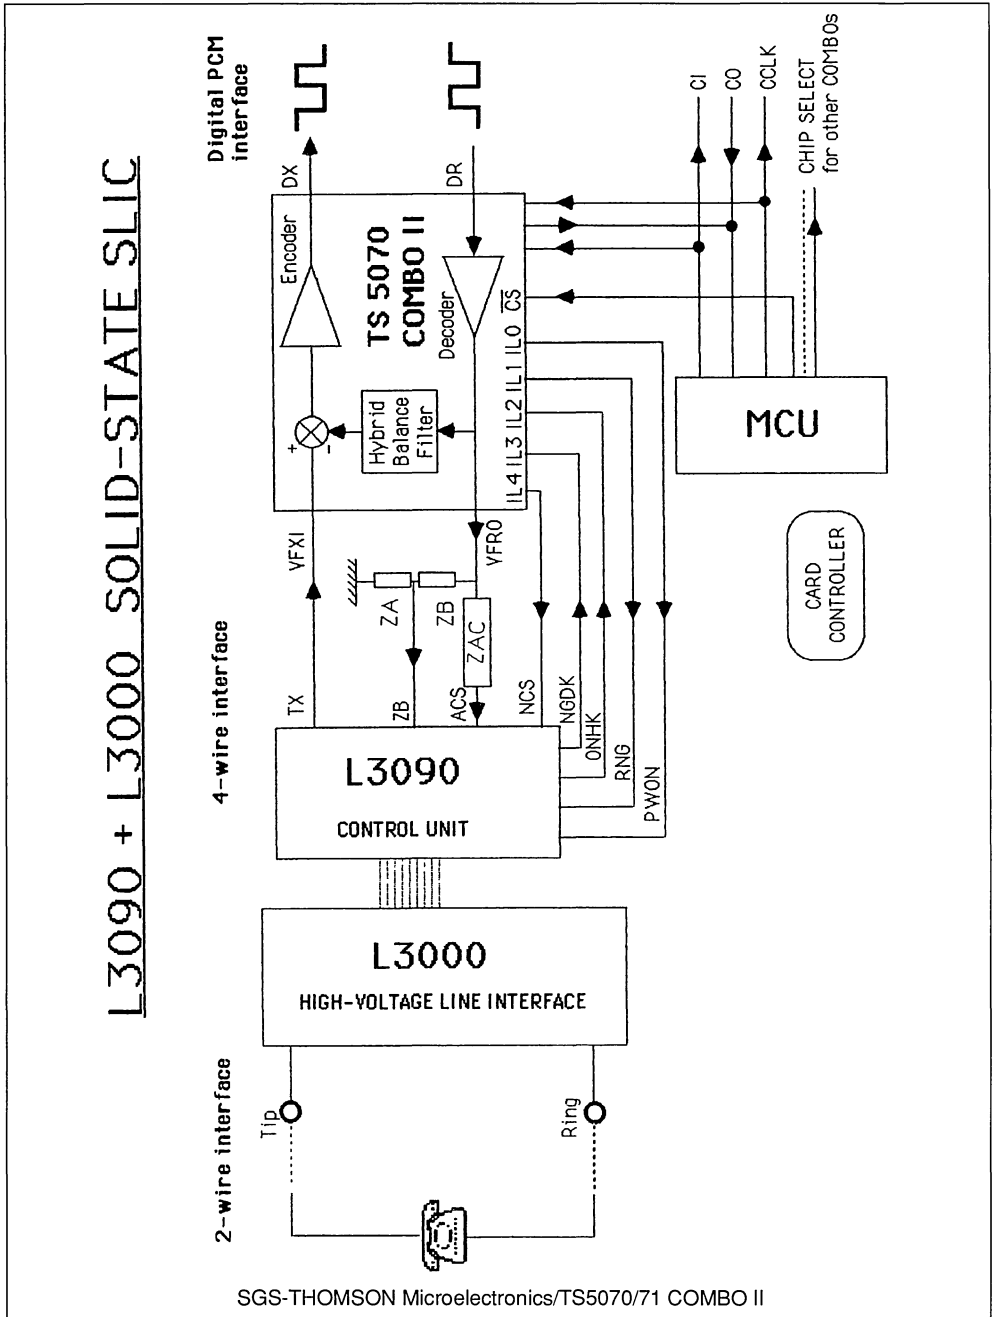 L3090 + L3000 SOLID-STATE SLIC
Digital PCM
interface
4-wire interface
2-wire interface
DX
DR
Encoder
TS 5070
COMBO II
Decoder
Hybrid
Balance
Filter
+
-
CS
IL0
IL1
IL2
IL3
IL4
CI
CO
CCLK
CHIP SELECT
for other COMBOs
MCU
CARD
CONTROLLER
VFXI
VFRO
ZA
ZB
ZAC
TX
ZB
ACS
NCS
NGDK
ONHK
RNG
PWON
L3090
CONTROL UNIT
L3000
HIGH-VOLTAGE LINE INTERFACE
Tip
Ring
SGS-THOMSON Microelectronics/TS5070/71 COMBO II